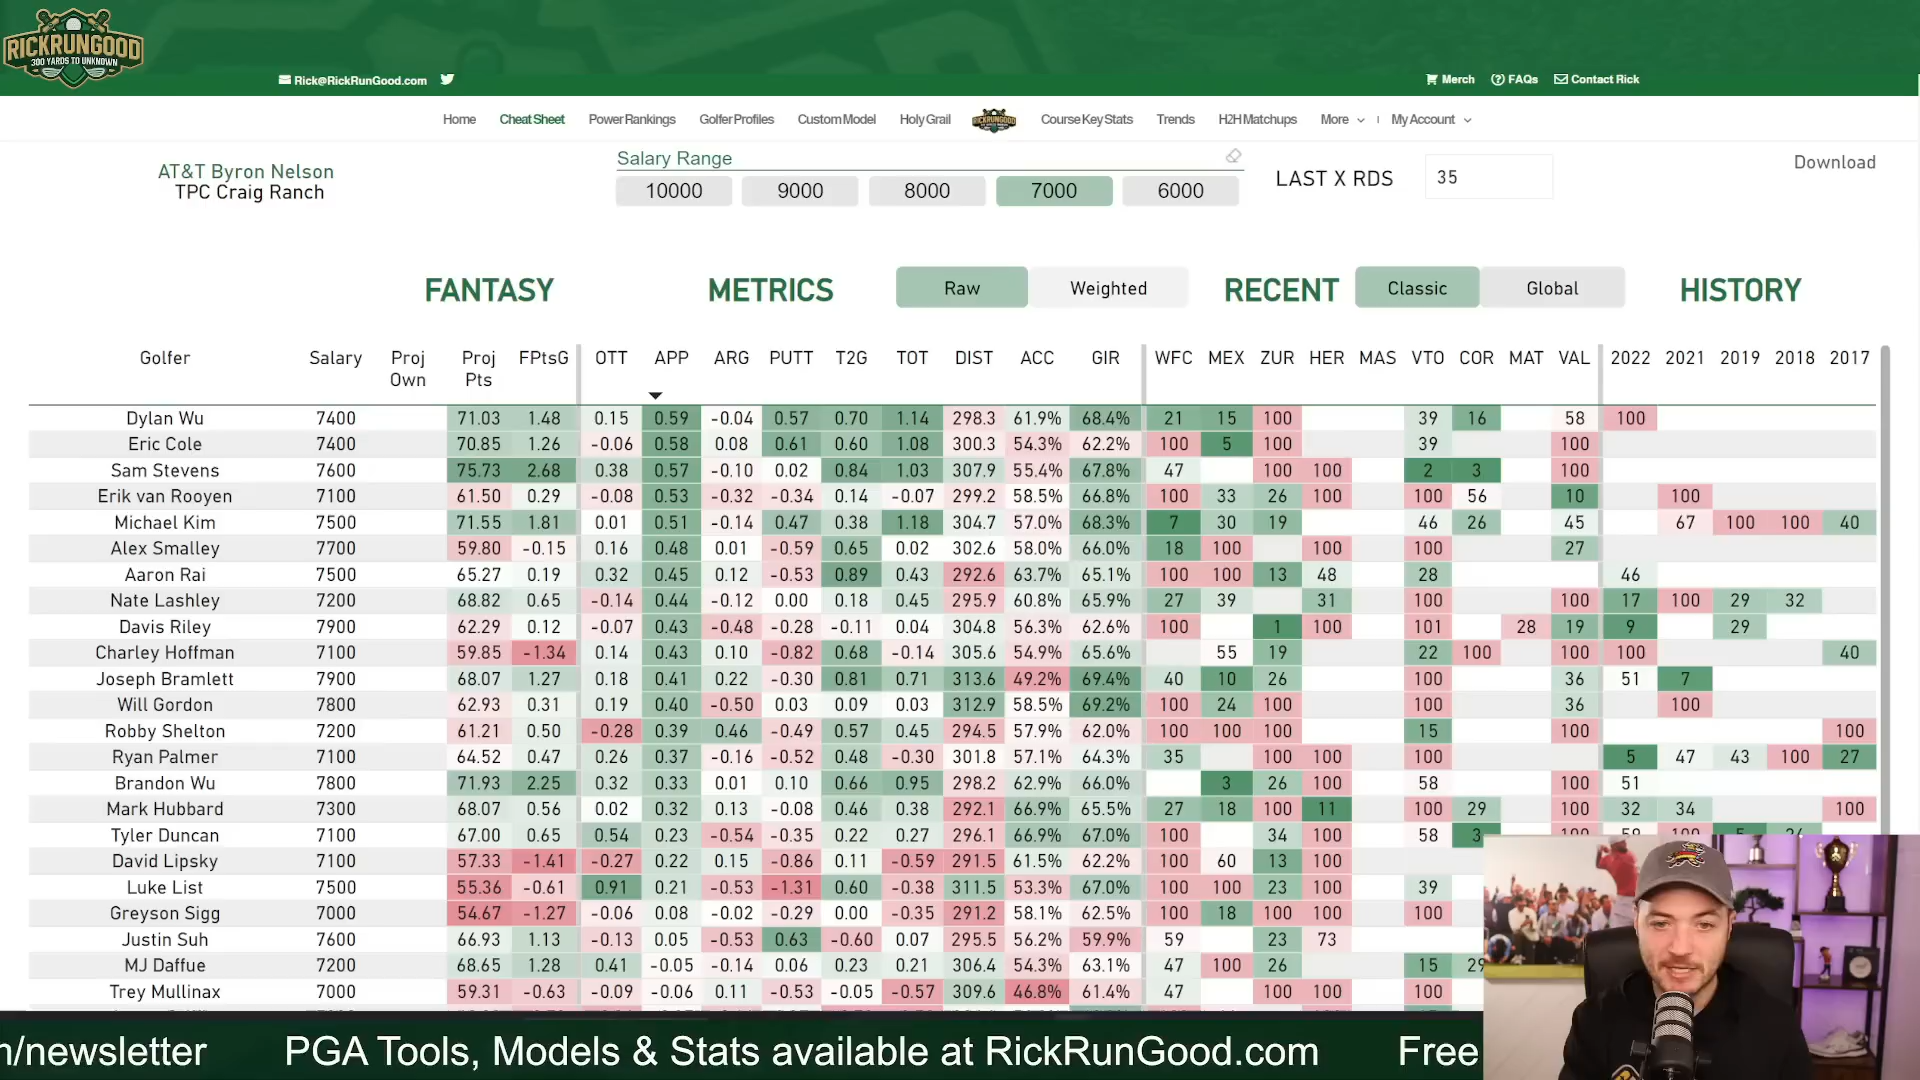 RICKRUNGOOD
300 YARDS TO UNKNOWN
Rick@RickRunGood.com
Merch FAQs Contact Rick
Home Cheat Sheet Power Rankings Golfer Profiles Custom Model Holy Grail RICKRUNGOOD Course Key Stats Trends H2H Matchups More My Account
AT&T Byron Nelson
TPC Craig Ranch
Salary Range
10000 9000 8000 7000 6000
LAST X RDS 35
Download
FANTASY METRICS Raw Weighted RECENT Classic Global HISTORY
Golfer Salary Proj Own Proj Pts FPtsG OTT APP ARG PUTT T2G TOT DIST ACC GIR WFC MEX ZUR HER MAS VTO COR MAT VAL 2022 2021 2019 2018 2017
Dylan Wu 7400 71.03 1.48 0.15 0.59 -0.04 0.57 0.70 1.14 298.3 61.9% 68.4% 21 15 100 39 16 58 100
Eric Cole 7400 70.85 1.26 -0.06 0.58 0.08 0.61 0.60 1.08 300.3 54.3% 62.2% 100 5 100 39 100
Sam Stevens 7600 75.73 2.68 0.38 0.57 -0.10 0.02 0.84 1.03 307.9 55.4% 67.8% 47 100 100 2 3 100
Erik van Rooyen 7100 61.50 0.29 -0.08 0.53 -0.32 -0.34 0.14 -0.07 299.2 58.5% 66.8% 100 33 26 100 100 56 10 100
Michael Kim 7500 71.55 1.81 0.01 0.51 -0.14 0.47 0.38 1.18 304.7 57.0% 68.3% 7 30 19 46 26 45 67 100 100 40
Alex Smalley 7700 59.80 -0.15 0.16 0.48 0.01 -0.59 0.65 0.02 302.6 58.0% 66.0% 18 100 100 100 27
Aaron Rai 7500 65.27 0.19 0.32 0.45 0.12 -0.53 0.89 0.43 292.6 63.7% 65.1% 100 100 13 48 28 46
Nate Lashley 7200 68.82 0.65 -0.14 0.44 -0.12 0.00 0.18 0.45 295.9 60.8% 65.9% 27 39 31 100 100 17 100 29 32
Davis Riley 7900 62.29 0.12 -0.07 0.43 -0.48 -0.28 -0.11 0.04 304.8 56.3% 62.6% 100 1 100 101 28 19 9 29
Charley Hoffman 7100 59.85 -1.34 0.14 0.43 0.10 -0.82 0.68 -0.14 305.6 54.9% 65.6% 55 19 22 100 100 100 40
Joseph Bramlett 7900 68.07 1.27 0.18 0.41 0.22 -0.30 0.81 0.71 313.6 49.2% 69.4% 40 10 26 100 36 51 7
Will Gordon 7800 62.93 0.31 0.19 0.40 -0.50 0.03 0.09 0.03 312.9 58.5% 69.2% 100 24 100 100 36 100
Robby Shelton 7200 61.21 0.50 -0.28 0.39 0.46 -0.49 0.57 0.45 294.5 57.9% 62.0% 100 100 100 15 100 100
Ryan Palmer 7100 64.52 0.47 0.26 0.37 -0.16 -0.52 0.48 -0.30 301.8 57.1% 64.3% 35 100 100 100 5 47 43 100 27
Brandon Wu 7800 71.93 2.25 0.32 0.33 0.01 0.10 0.66 0.95 298.2 62.9% 66.0% 3 26 100 58 100 51
Mark Hubbard 7300 68.07 0.56 0.02 0.32 0.13 -0.08 0.46 0.38 292.1 66.9% 65.5% 27 18 100 11 100 29 100 32 34 100
Tyler Duncan 7100 67.00 0.65 0.54 0.23 -0.54 -0.35 0.22 0.27 296.1 66.9% 67.0% 100 34 100 58 3
David Lipsky 7100 57.33 -1.41 -0.27 0.22 0.15 -0.86 0.11 -0.59 291.5 61.5% 62.2% 100 60 13 100
Luke List 7500 55.36 -0.61 0.91 0.21 -0.53 -1.31 0.60 -0.38 311.5 53.3% 67.0% 100 100 23 100 39
Greyson Sigg 7000 54.67 -1.27 -0.06 0.08 -0.02 -0.29 0.00 -0.35 291.2 58.1% 62.5% 100 18 100 100 100
Justin Suh 7600 66.93 1.13 -0.13 0.05 -0.53 0.63 -0.60 0.07 295.5 56.2% 59.9% 59 23 73
MJ Daffue 7200 68.65 1.28 0.41 -0.05 -0.14 0.06 0.23 0.21 306.4 54.3% 63.1% 47 100 26 15 29
Trey Mullinax 7000 59.31 -0.63 -0.09 -0.06 0.11 -0.53 -0.05 -0.57 309.6 46.8% 61.4% 47 100 100 100
n/newsletter PGA Tools, Models & Stats available at RickRunGood.com Free